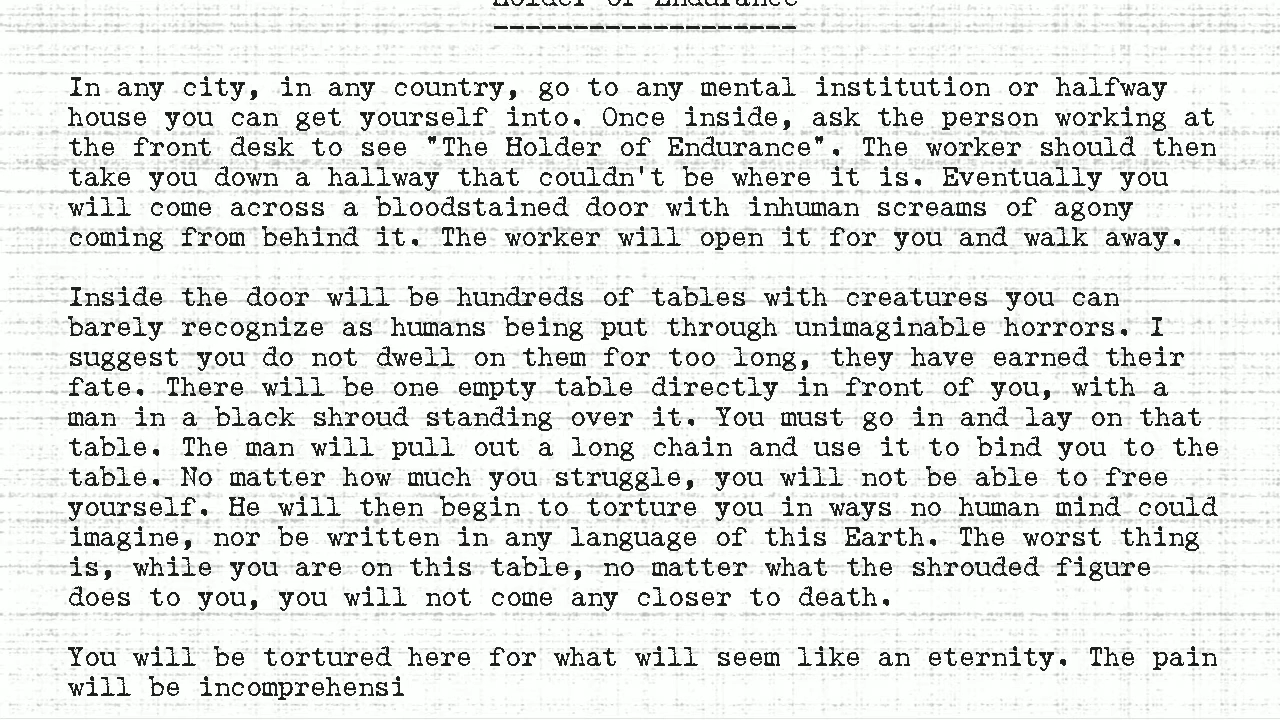 Holder of Endurance
-------------------
In any city, in any country, go to any mental institution or halfway
house you can get yourself into. Once inside, ask the person working at
the front desk to see "The Holder of Endurance". The worker should then
take you down a hallway that couldn't be where it is. Eventually you
will come across a bloodstained door with inhuman screams of agony
coming from behind it. The worker will open it for you and walk away.
Inside the door will be hundreds of tables with creatures you can
barely recognize as humans being put through unimaginable horrors. I
suggest you do not dwell on them for too long, they have earned their
fate. There will be one empty table directly in front of you, with a
man in a black shroud standing over it. You must go in and lay on that
table. The man will pull out a long chain and use it to bind you to the
table. No matter how much you struggle, you will not be able to free
yourself. He will then begin to torture you in ways no human mind could
imagine, nor be written in any language of this Earth. The worst thing
is, while you are on this table, no matter what the shrouded figure
does to you, you will not come any closer to death.
You will be tortured here for what will seem like an eternity. The pain
will be incomprehensi